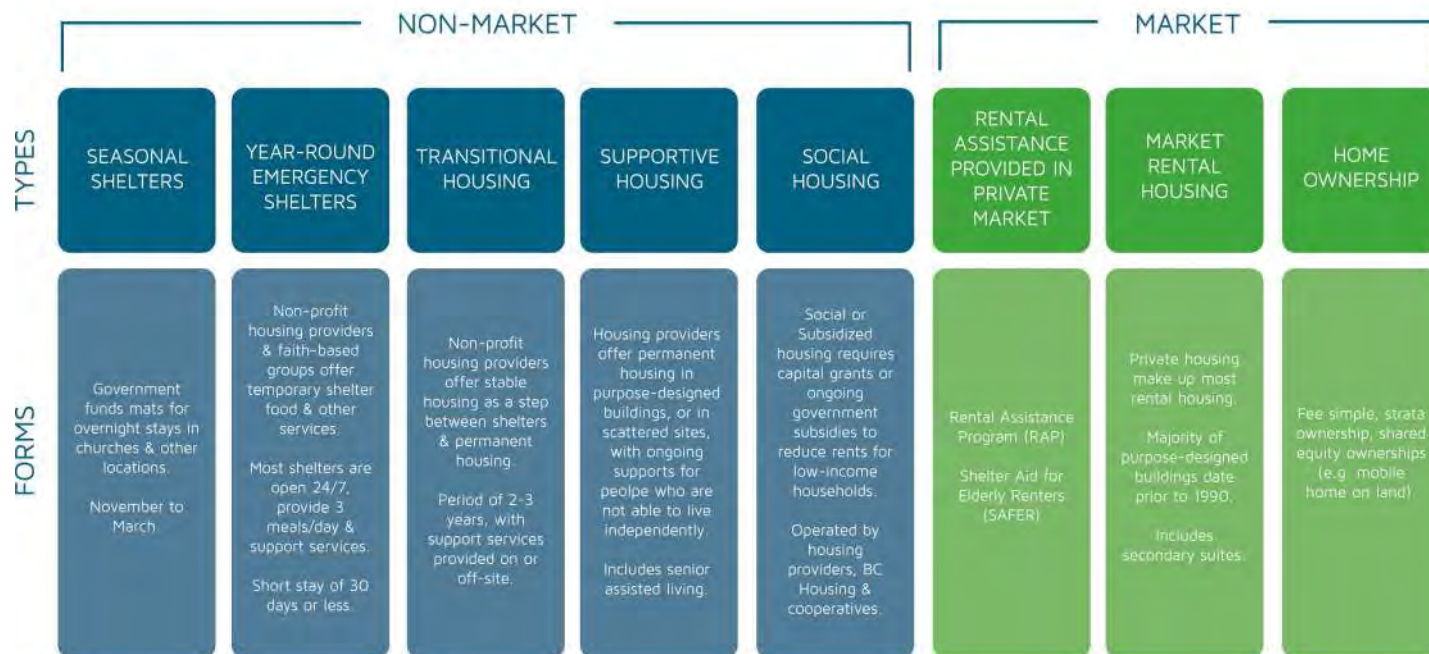 NON-MARKET
MARKET
TYPES
SEASONAL
SHELTERS
YEAR-ROUND
EMERGENCY
SHELTERS
TRANSITIONAL
HOUSING
SUPPORTIVE
HOUSING
SOCIAL
HOUSING
RENTAL
ASSISTANCE
PROVIDED IN
PRIVATE
MARKET
MARKET
RENTAL
HOUSING
HOME
OWNERSHIP
FORMS
Government
funds mats for
overnight stays in
churches & other
locations.
November to
March
Non-profit
housing providers
& faith-based
groups offer
temporary shelter
food & other
services.
Most shelters are
open 24/7,
provide 3
meals/day &
support services.
Short stay of 30
days or less.
Non-profit
housing providers
offer stable
housing as a step
between shelters
& permanent
housing.
Period of 2-3
years, with
support services
provided on or
off-site.
Housing providers
offer permanent
housing in
purpose-designed
buildings, or in
scattered sites,
with ongoing
supports for
peolpe who are
not able to live
independently.
Includes senior
assisted living.
Social or
Subsidized
housing requires
capital grants or
ongoing
government
subsidies to
reduce rents for
low-income
households.
Operated by
housing
providers, BC
Housing &
cooperatives.
Rental Assistance
Program (RAP)
Shelter Aid for
Elderly Renters
(SAFER)
Private housing
make up most
rental housing.
Majority of
purpose-designed
buildings date
prior to 1990.
Includes
secondary suites.
Fee simple, strata
ownership, shared
equity ownerships
(e.g. mobile
home on land)